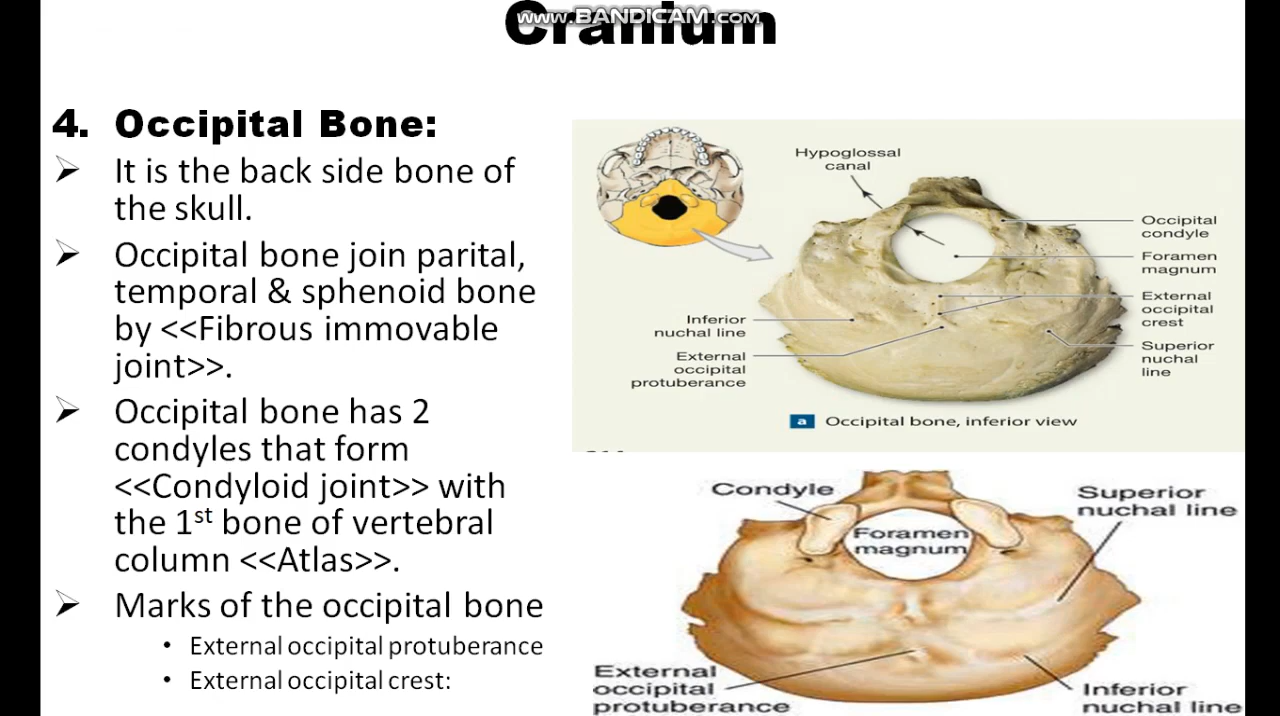 www.BANDICAM.com
Cranium
4. Occipital Bone:
➢ It is the back side bone of
the skull.
➢ Occipital bone join parital,
temporal & sphenoid bone
by <<Fibrous immovable
joint>>.
➢ Occipital bone has 2
condyles that form
<<Condyloid joint>> with
the 1st bone of vertebral
column <<Atlas>>.
➢ Marks of the occipital bone
• External occipital protuberance
• External occipital crest:
Hypoglossal
canal
Occipital
condyle
Foramen
magnum
External
occipital
crest
Superior
nuchal
line
Inferior
nuchal line
External
occipital
protuberance
a Occipital bone, inferior view
Condyle
Superior
nuchal line
Foramen
magnum
External
occipital
protuberance
Inferior
nuchal line